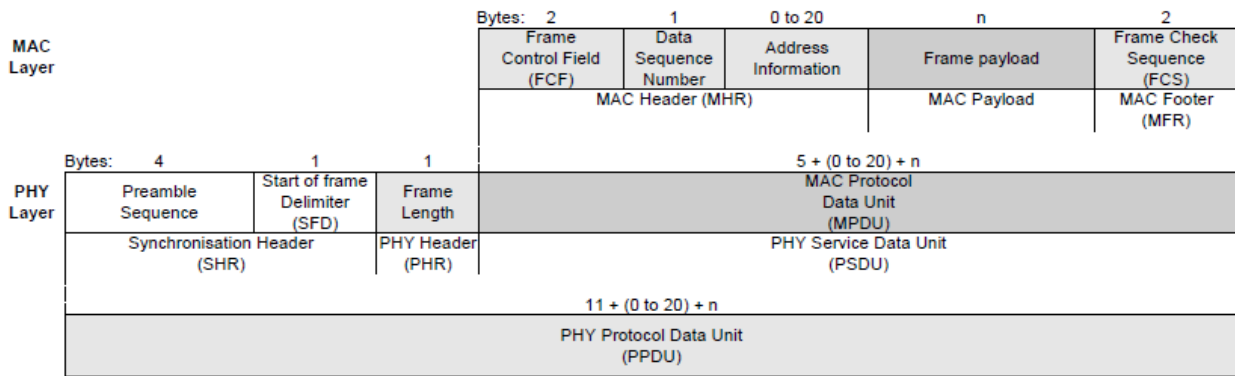 Bytes: 2 1 0 to 20 n 2
MAC
Layer
Frame
Control Field
(FCF)
Data
Sequence
Number
Address
Information
Frame payload
Frame Check
Sequence
(FCS)
MAC Header (MHR)
MAC Payload
MAC Footer
(MFR)
Bytes: 4 1 1 5 + (0 to 20) + n
PHY
Layer
Preamble
Sequence
Start of frame
Delimiter
(SFD)
Frame
Length
MAC Protocol
Data Unit
(MPDU)
Synchronisation Header
(SHR)
PHY Header
(PHR)
PHY Service Data Unit
(PSDU)
11 + (0 to 20) + n
PHY Protocol Data Unit
(PPDU)